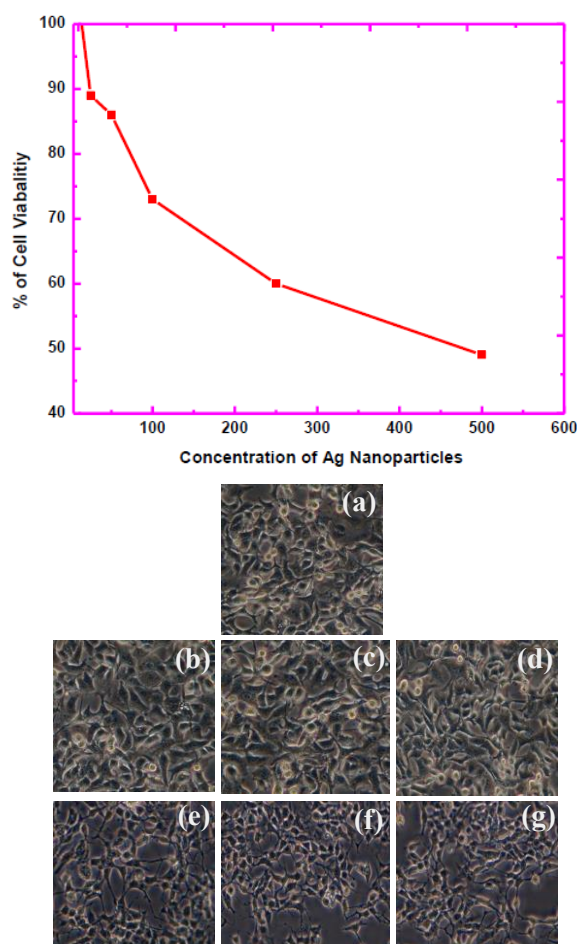 100
90
80
70
60
50
40
% of Cell Viabalitiy
100
200
300
400
500
600
Concentration of Ag Nanoparticles
(a)
(b)
(c)
(d)
(e)
(f)
(g)